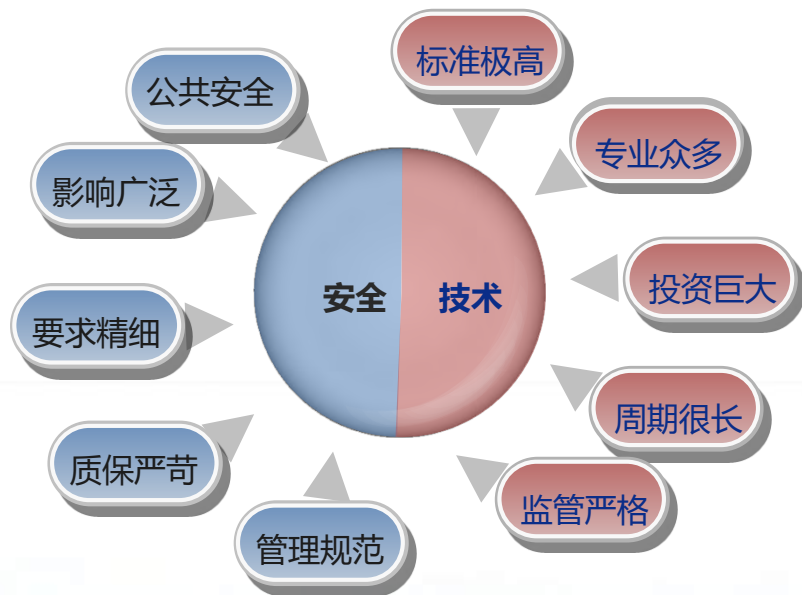 标准极高
公共安全
专业众多
影响广泛
投资巨大
安全
技术
要求精细
周期很长
质保严苛
监管严格
管理规范